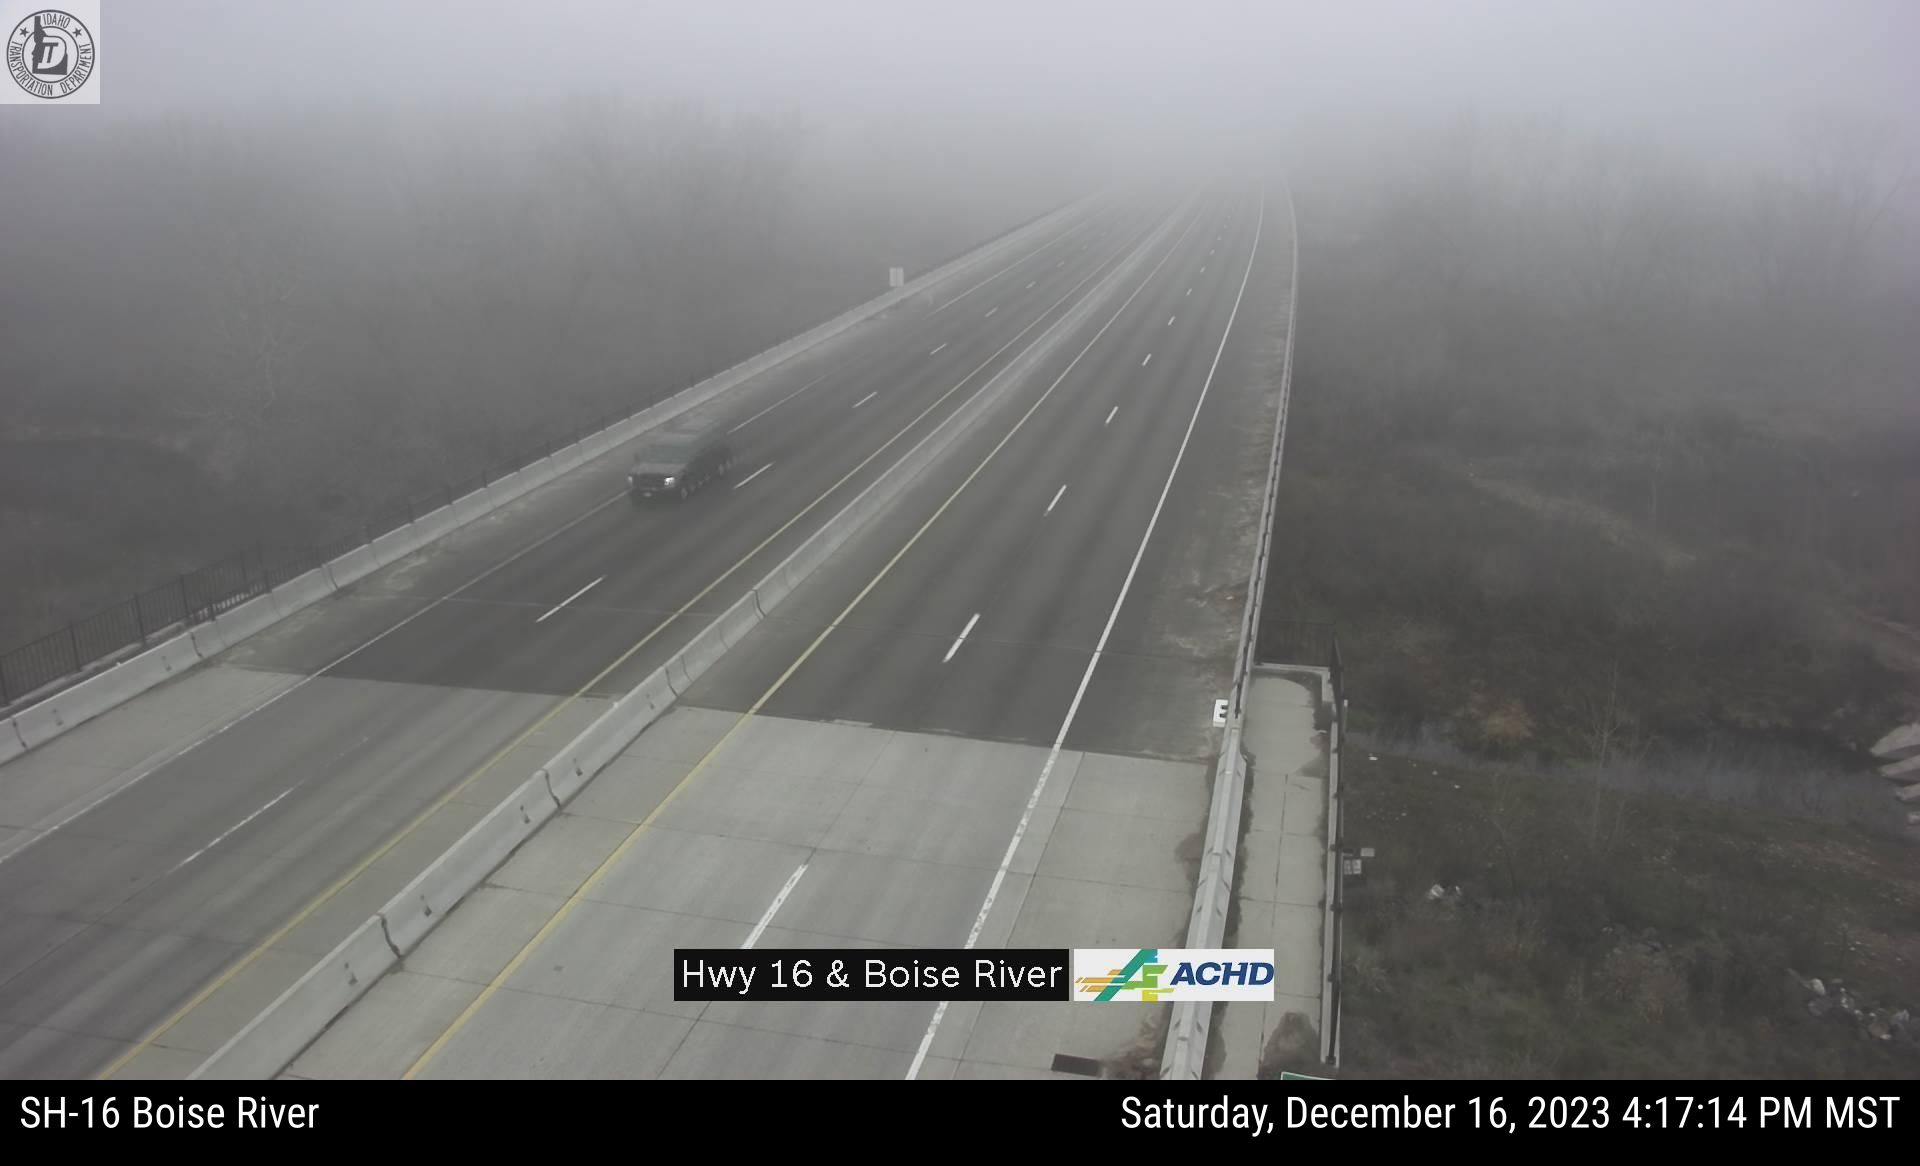 IDAHO
TRANSPORTATION DEPARTMENT
E
Hwy 16 & Boise River
ACHD
SH-16 Boise River
Saturday, December 16, 2023 4:17:14 PM MST